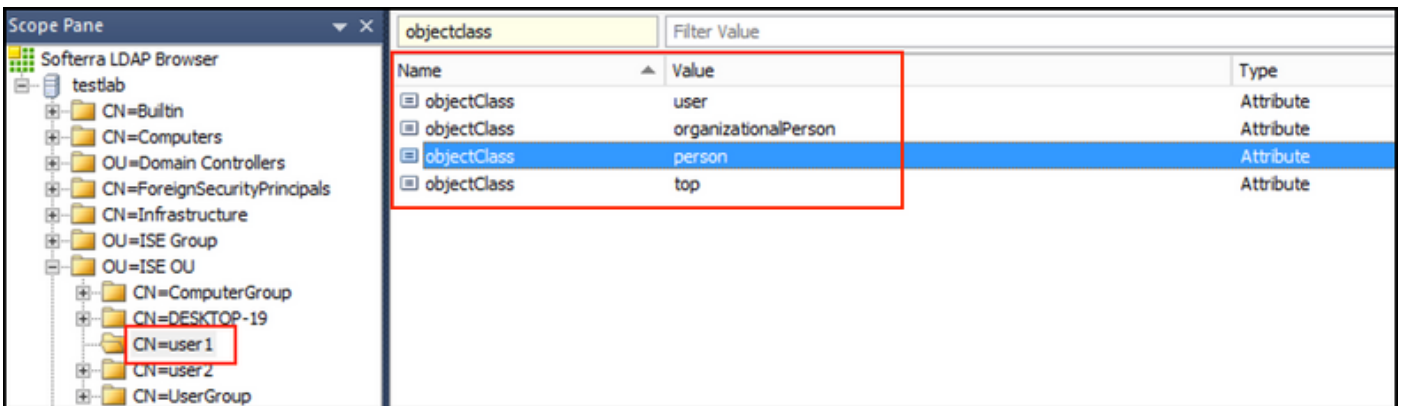 Scope Pane
Softerra LDAP Browser
testlab
CN=Builtin
CN=Computers
OU=Domain Controllers
CN=ForeignSecurityPrincipals
CN=Infrastructure
OU=ISE Group
OU=ISE OU
CN=ComputerGroup
CN=DESKTOP-19
CN=user1
CN=user2
CN=UserGroup
objectclass Filter Value
Name Value Type
objectClass user Attribute
objectClass organizationalPerson Attribute
objectClass person Attribute
objectClass top Attribute